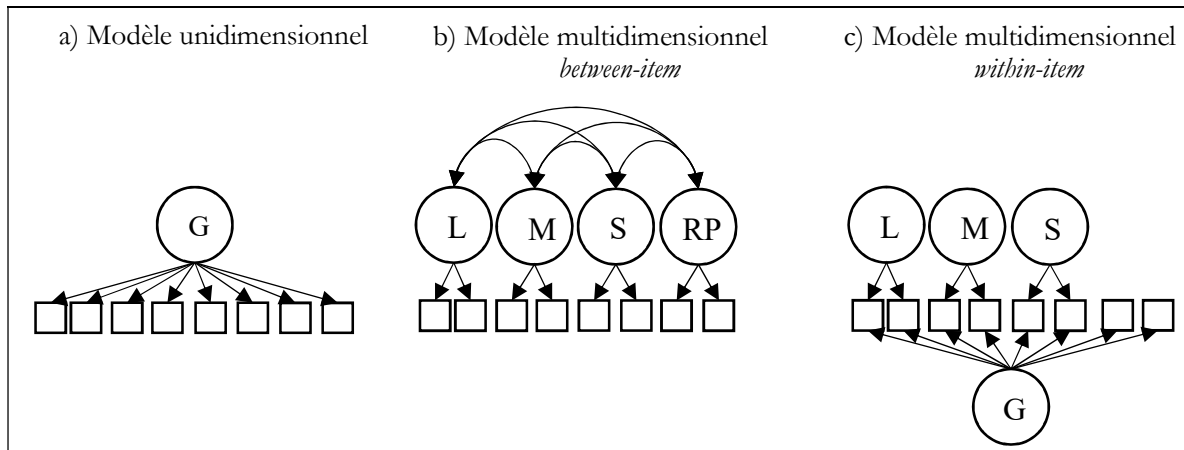 a) Modèle unidimensionnel
b) Modèle multidimensionnel
between-item
c) Modèle multidimensionnel
within-item
G
L M S RP
L M S
G